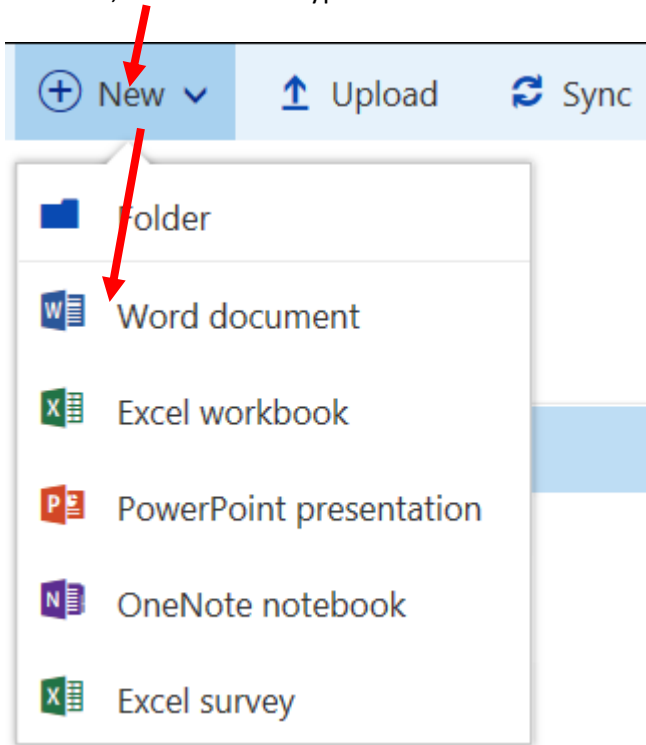 New Upload Sync
Folder
W Word document
X Excel workbook
P PowerPoint presentation
N OneNote notebook
X Excel survey